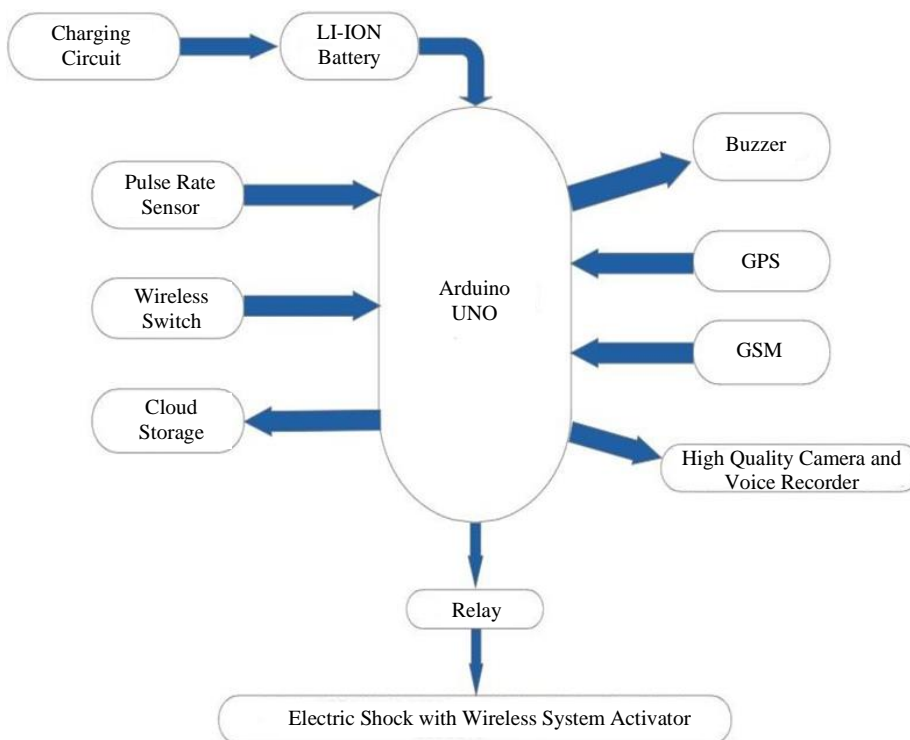 Charging
Circuit
LI-ION
Battery
Buzzer
Pulse Rate
Sensor
GPS
Wireless
Switch
Arduino
UNO
GSM
Cloud
Storage
High Quality Camera and
Voice Recorder
Relay
Electric Shock with Wireless System Activator